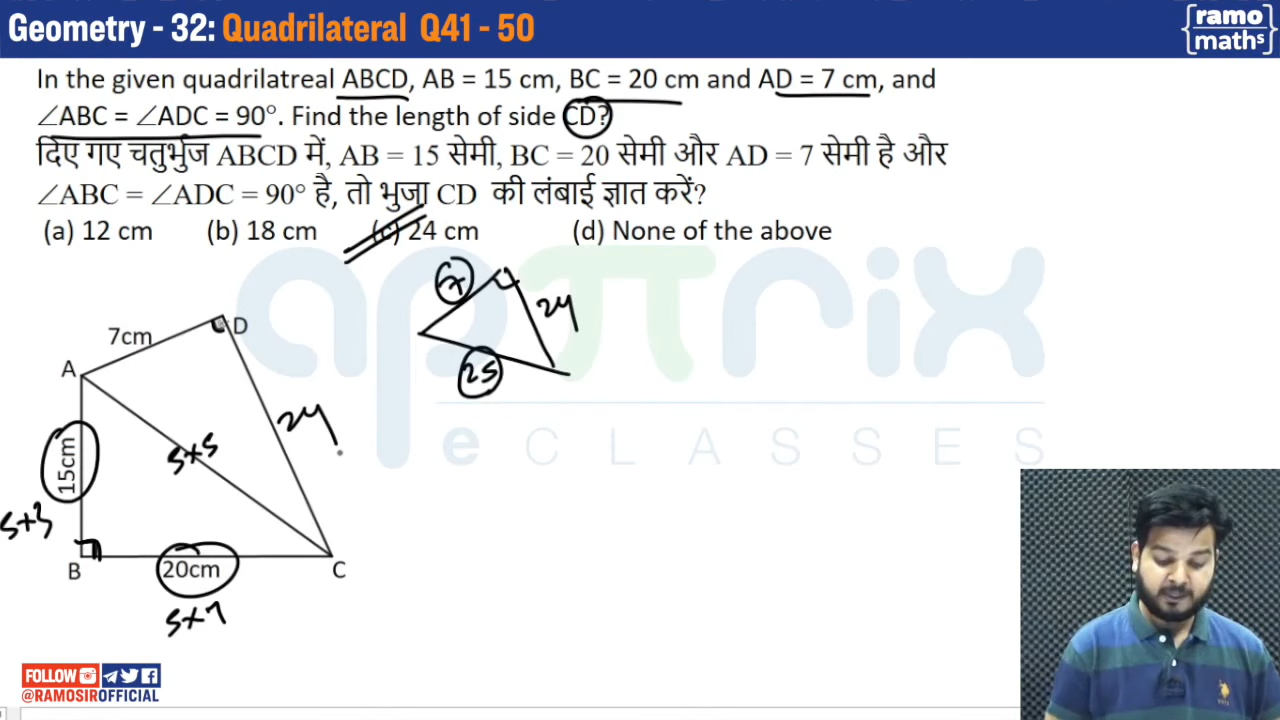 Geometry - 32: Quadrilateral Q41 - 50
{ramo maths}
In the given quadrilatreal ABCD, AB = 15 cm, BC = 20 cm and AD = 7 cm, and
∠ABC = ∠ADC = 90°. Find the length of side CD?
दिए गए चतुर्भुज ABCD में, AB = 15 सेमी, BC = 20 सेमी और AD = 7 सेमी है और
∠ABC = ∠ADC = 90° है, तो भुजा CD की लंबाई ज्ञात करें?
(a) 12 cm (b) 18 cm (c) 24 cm (d) None of the above
apπrix
e CLASSES
7
24
25
7cm
D
A
24
5×5
15cm
5×3
B
20cm
C
5×4
FOLLOW
@RAMOSIROFFICIAL